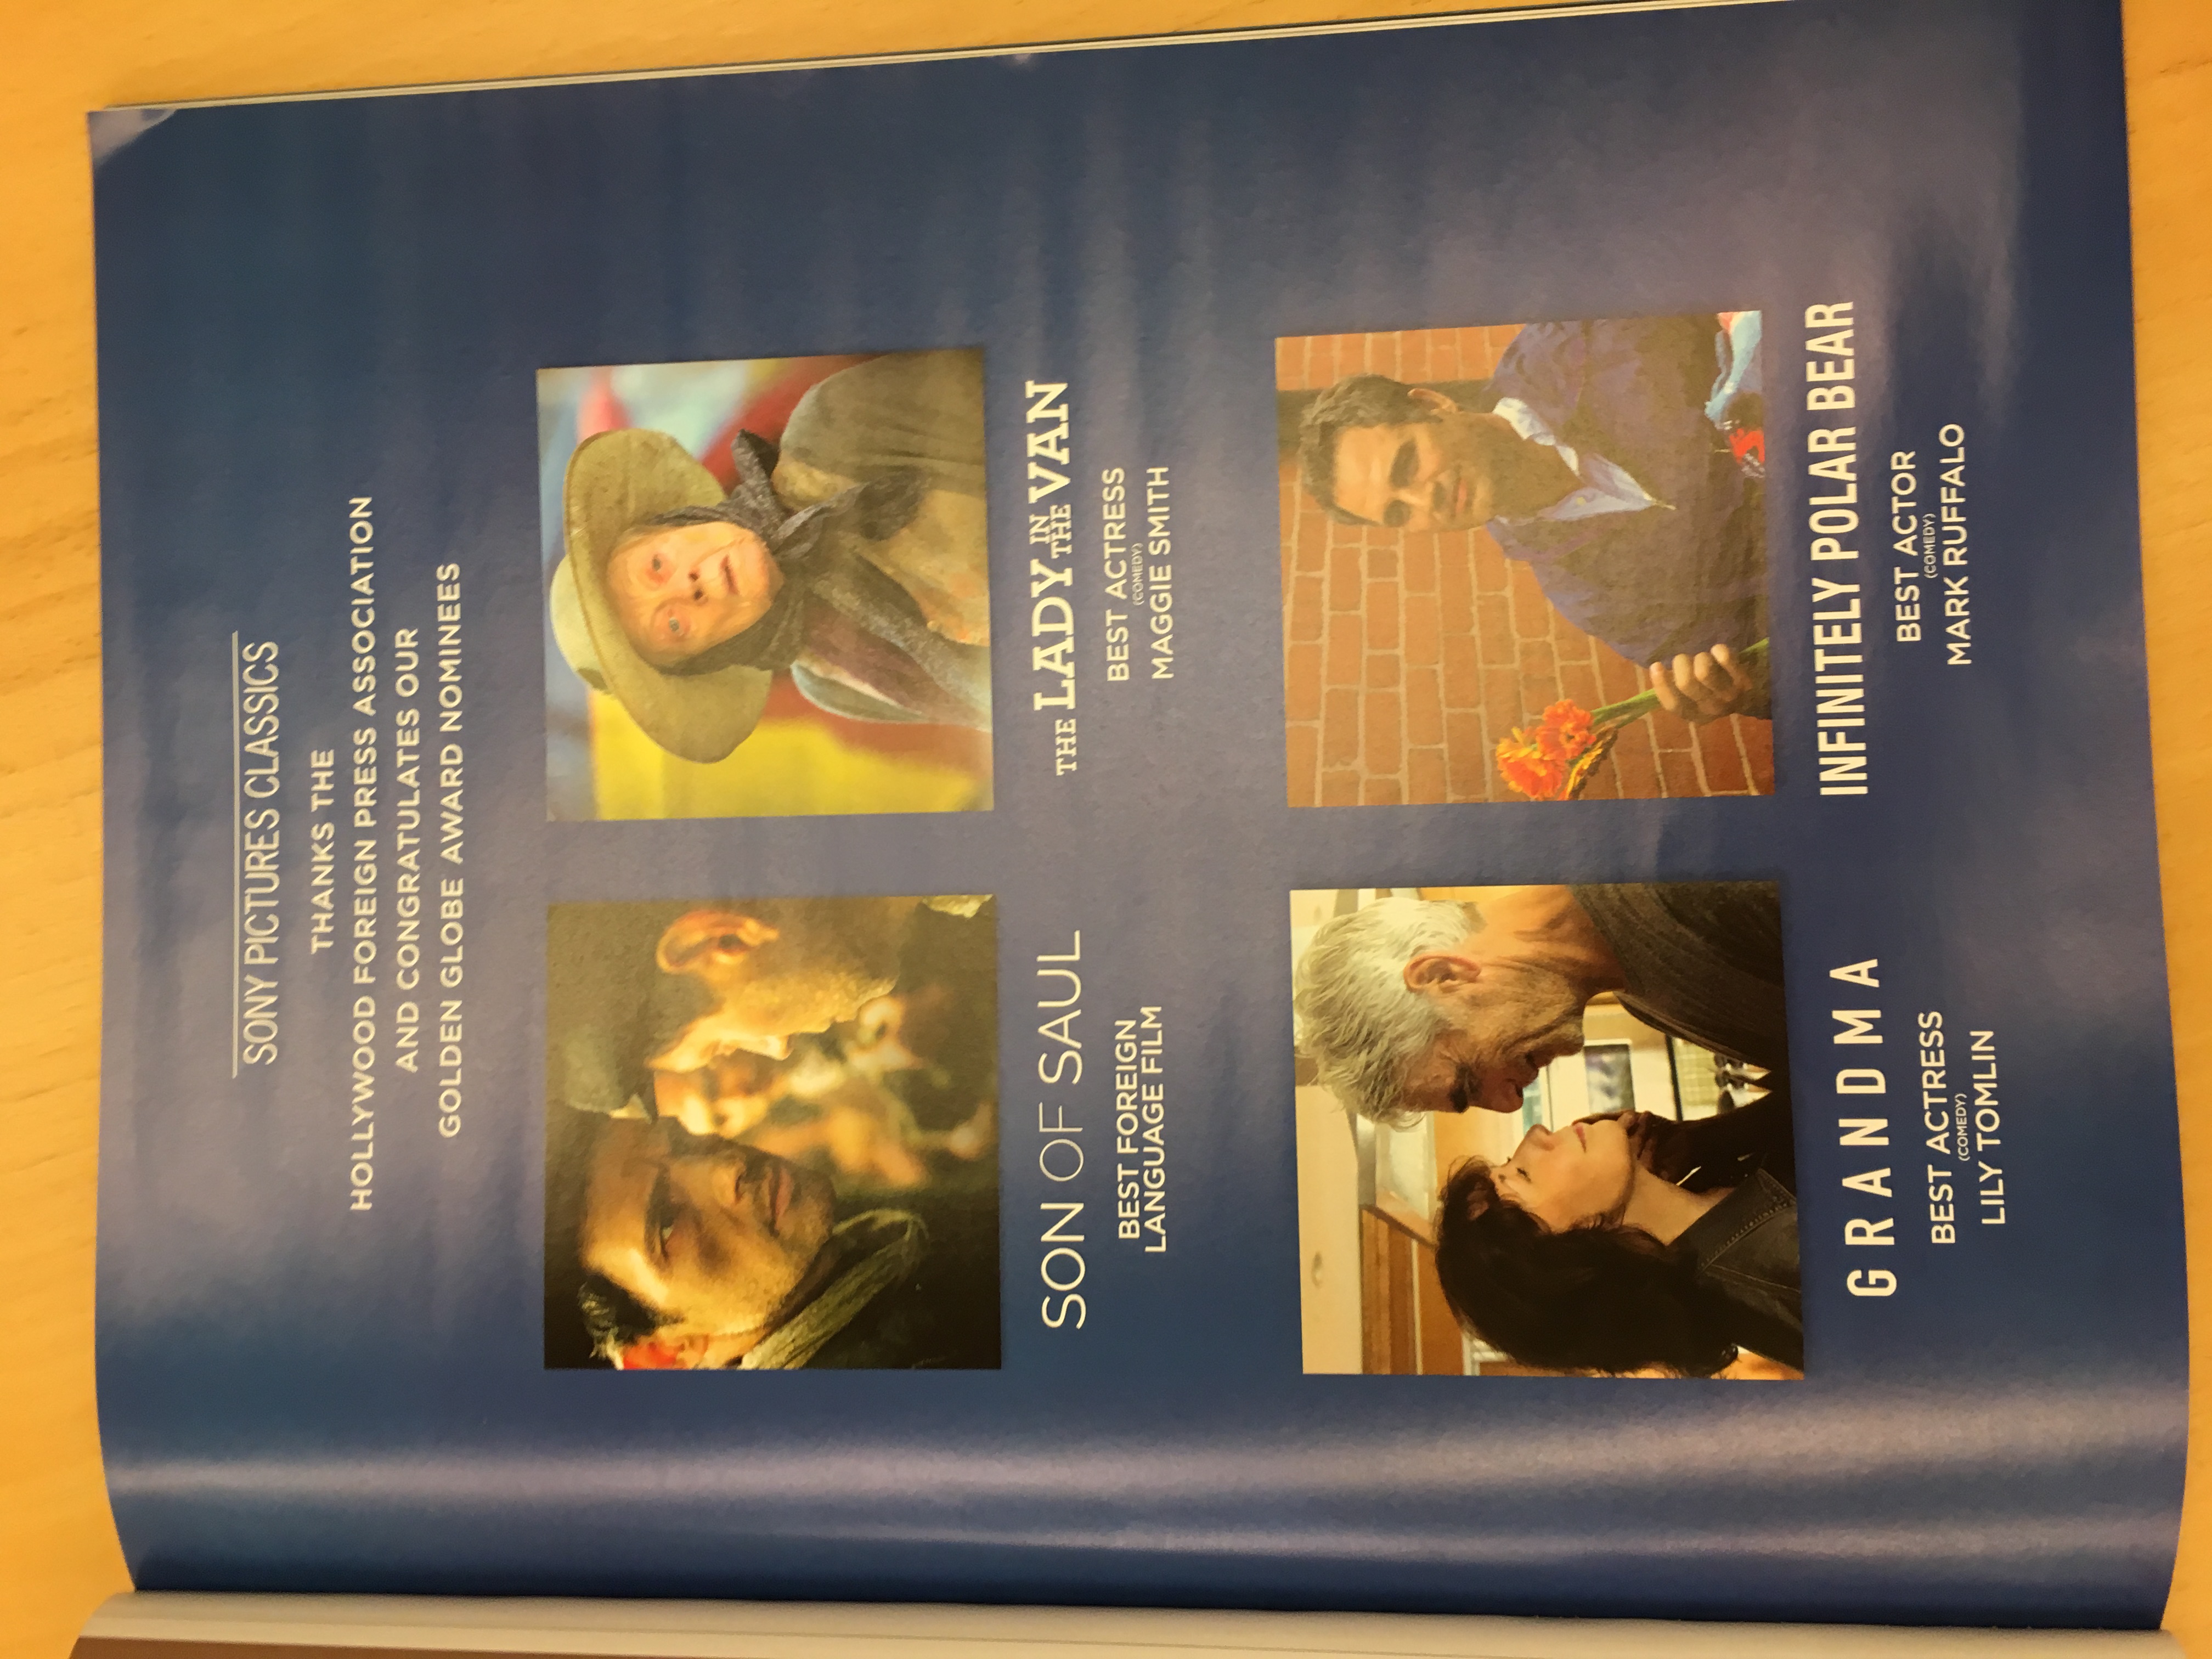 SONY PICTURES CLASSICS
THANKS THE
HOLLYWOOD FOREIGN PRESS ASSOCIATION
AND CONGRATULATES OUR
GOLDEN GLOBE AWARD NOMINEES
SON OF SAUL
BEST FOREIGN
LANGUAGE FILM
THE LADY IN THE VAN
BEST ACTRESS
(COMEDY)
MAGGIE SMITH
GRANDMA
BEST ACTRESS
(COMEDY)
LILY TOMLIN
INFINITELY POLAR BEAR
BEST ACTOR
(COMEDY)
MARK RUFFALO